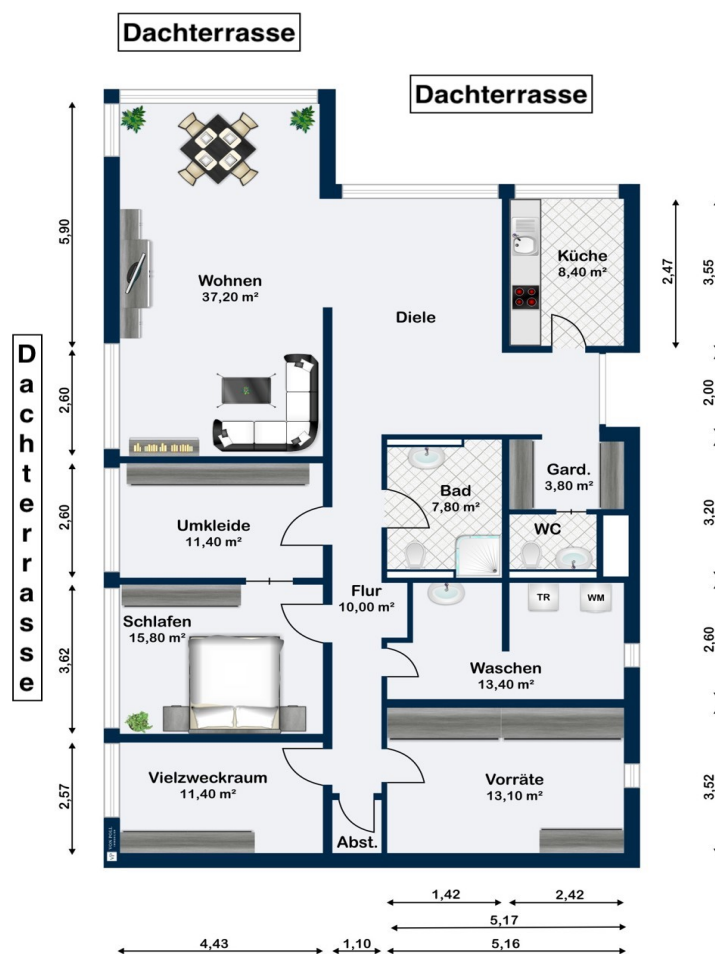 Dachterrasse
Dachterrasse
Dachterrasse
5,90
2,60
2,60
3,62
2,57
Wohnen
37,20 m²
Diele
Küche
8,40 m²
2,47
3,55
2,00
3,20
2,60
3,52
Umkleide
11,40 m²
Bad
7,80 m²
Gard.
3,80 m²
WC
Schlafen
15,80 m²
Flur
10,00 m²
TR
WM
Waschen
13,40 m²
Vielzweckraum
11,40 m²
Vorräte
13,10 m²
Abst.
1,42
2,42
5,17
4,43
1,10
5,16